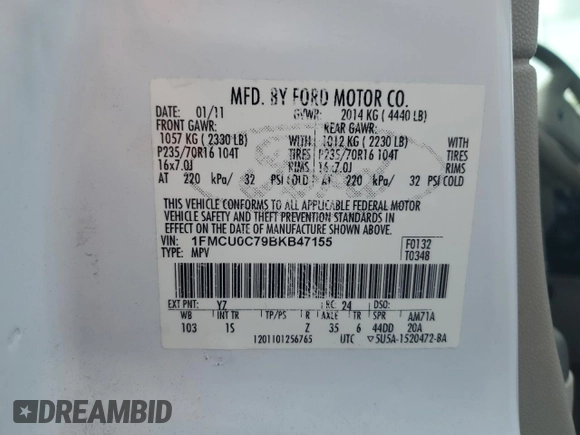 MFD. BY FORD MOTOR CO.
DATE: 01/11 GVWR: 2014 KG (4440 LB)
FRONT GAWR: REAR GAWR:
1057 KG (2330 LB) WITH 1012 KG (2230 LB) WITH
P235/70R16 104T TIRES P235/70R16 104T TIRES
16x7.0J RIMS 16x7.0J RIMS
AT 220 kPa/ 32 PSI COLD AT 220 kPa/ 32 PSI COLD
THIS VEHICLE CONFORMS TO ALL APPLICABLE FEDERAL MOTOR
VEHICLE SAFETY AND THEFT PREVENTION STANDARDS IN
EFFECT ON THE DATE OF MANUFACTURE SHOWN ABOVE.
VIN: 1FMCU0C79BKB47155 F0132
TYPE: MPV T0348
EXT PNT: YZ RC: 24 DSO:
WB INT TR TP/PS R AXLE TR SPR AM71A
103 1S Z 35 6 44DD 20A
1201101256765 UTC 5U5A-1520472-BA
DREAMBID